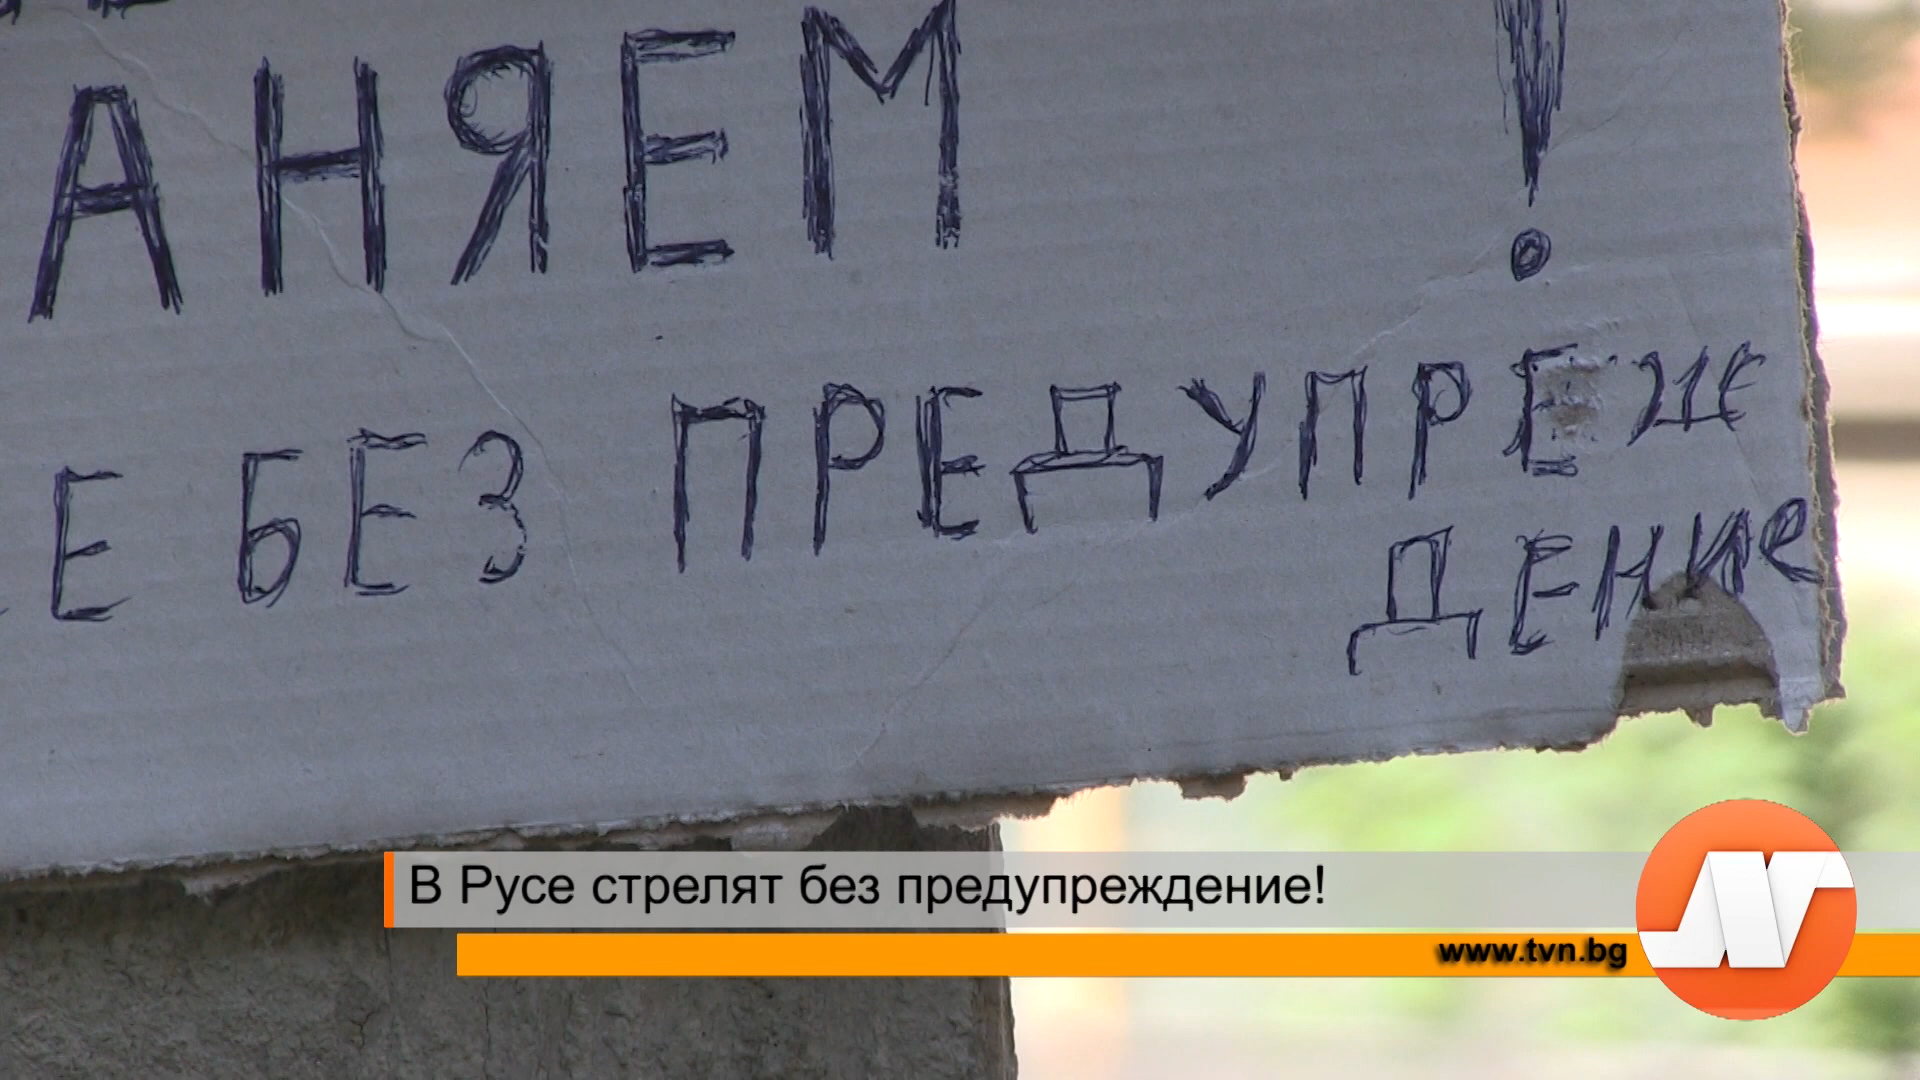 АНЯЕМ !
Е БЕЗ ПРЕДУПРЕЖ
ДЕНИЕ
В Русе стрелят без предупреждение!
www.tvn.bg